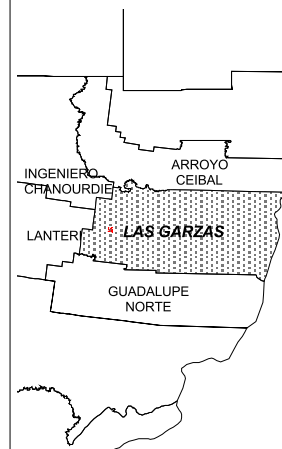 ARROYO
CEIBAL
INGENIERO
CHANOURDIE
LANTERI
LAS GARZAS
GUADALUPE
NORTE